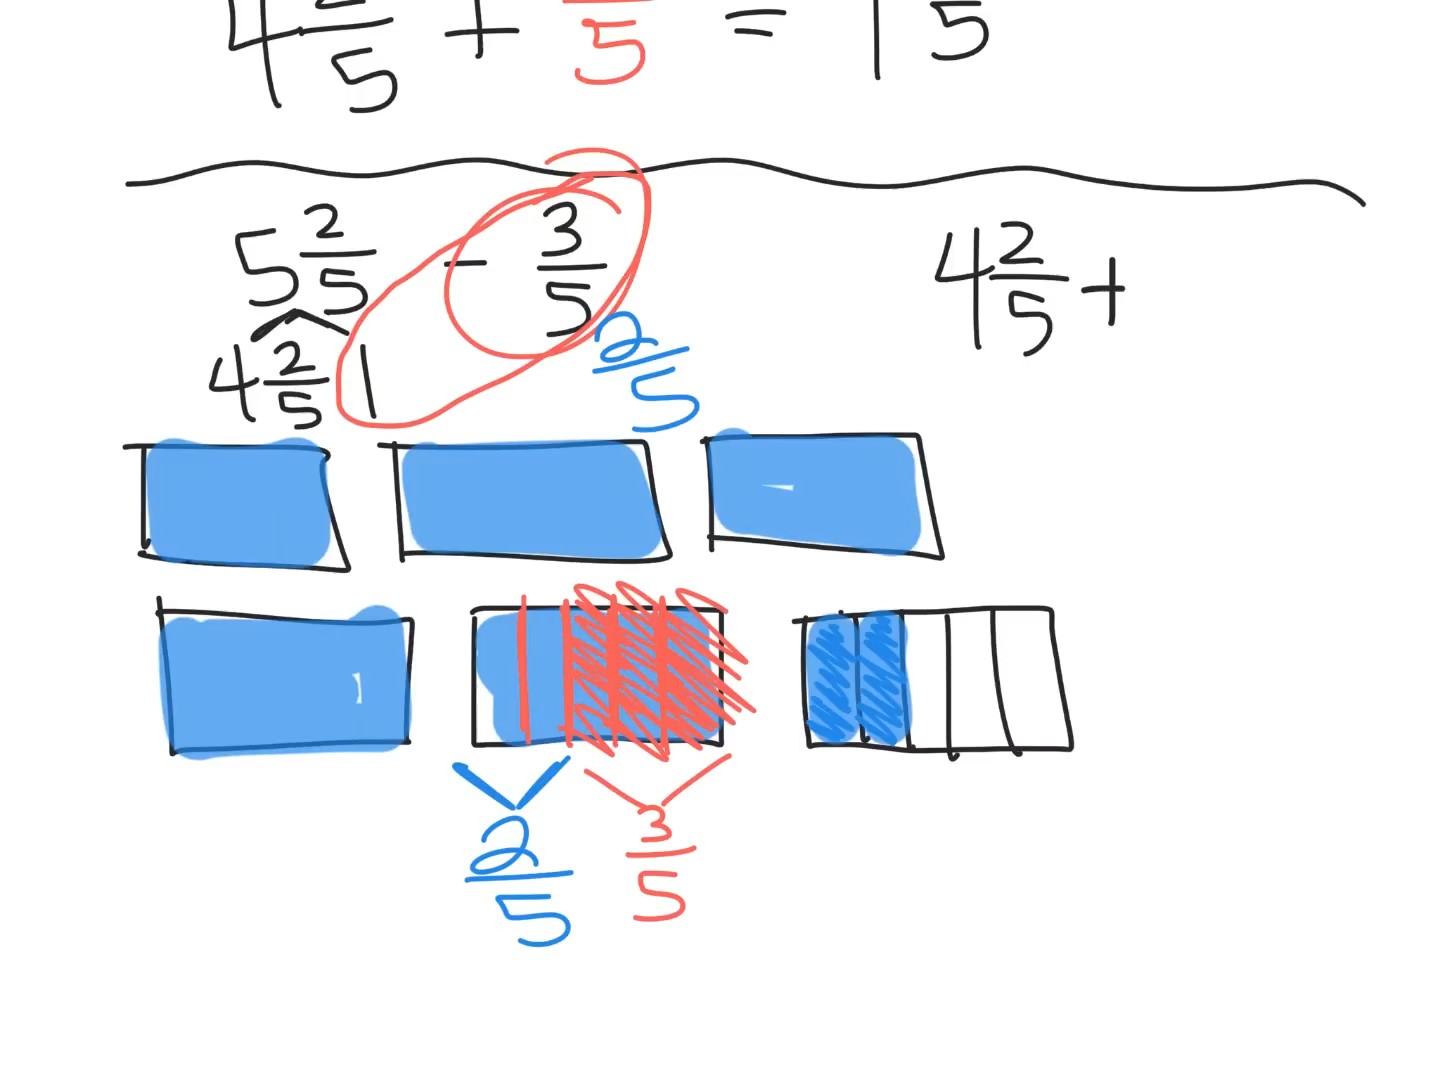 4 2/5 + /5 = 1 /5
5 2/5 - 3/5
4 2/5 1 2/5
4 2/5 +
2/5 3/5